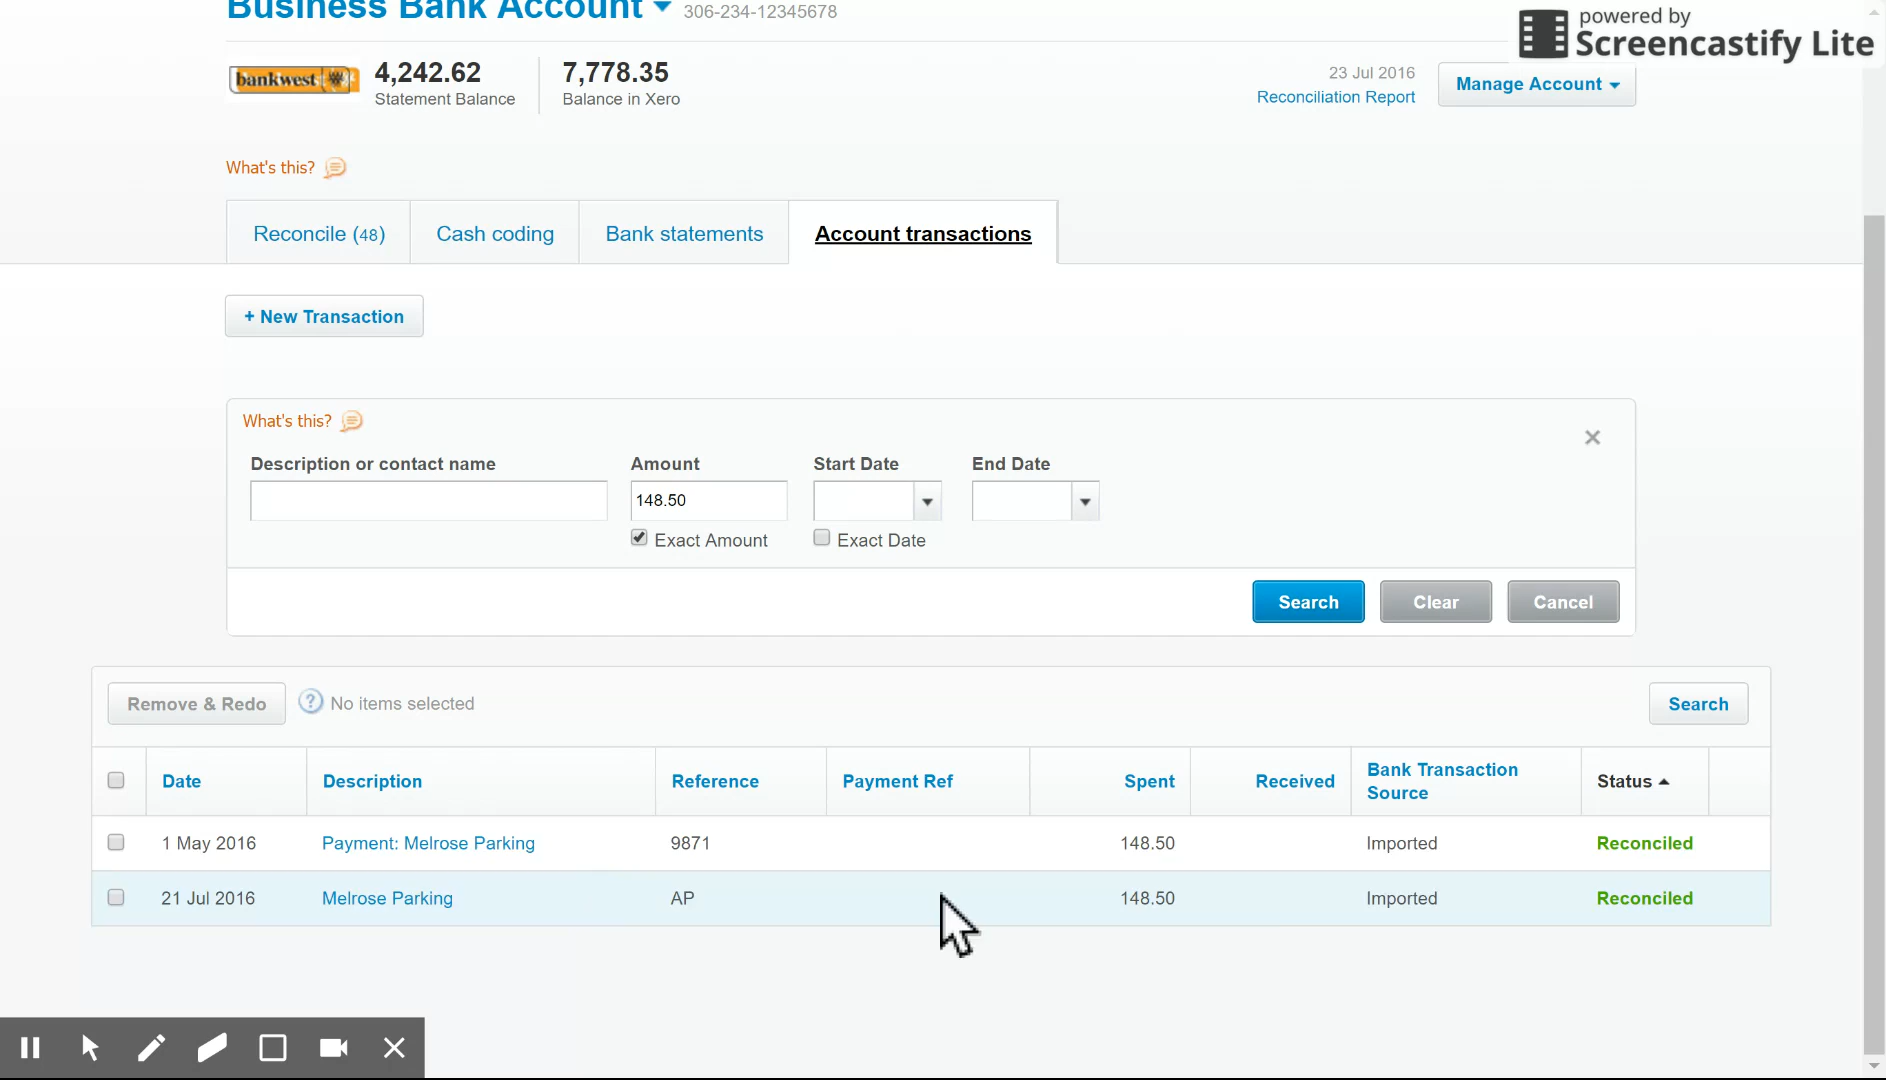 Business Bank Account 306-234-12345678
powered by
Screencastify Lite
bankwest
4,242.62
Statement Balance
7,778.35
Balance in Xero
23 Jul 2016
Reconciliation Report
Manage Account
What's this?
Reconcile (48)
Cash coding
Bank statements
Account transactions
+ New Transaction
What's this?
Description or contact name
Amount
Start Date
End Date
148.50
Exact Amount
Exact Date
Search
Clear
Cancel
Remove & Redo
? No items selected
Search
Date Description Reference Payment Ref Spent Received Bank Transaction Source Status
1 May 2016 Payment: Melrose Parking 9871 148.50 Imported Reconciled
21 Jul 2016 Melrose Parking AP 148.50 Imported Reconciled